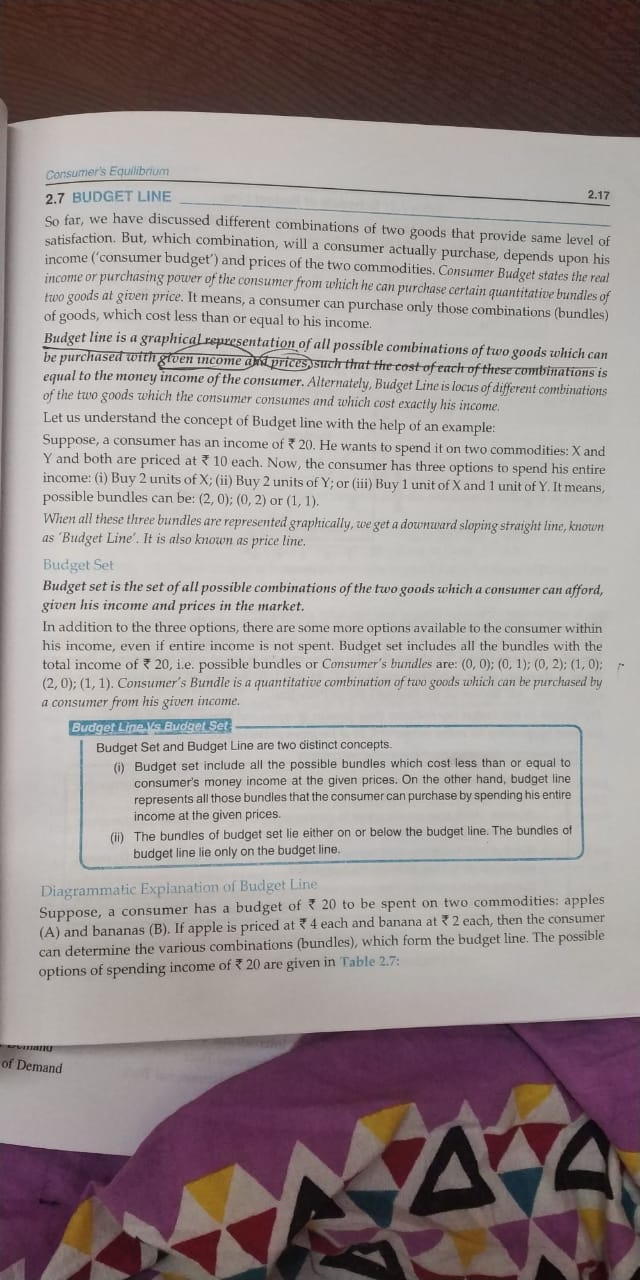 Consumer's Equilibrium
2.17
2.7 BUDGET LINE
So far, we have discussed different combinations of two goods that provide same level of
satisfaction. But, which combination, will a consumer actually purchase, depends upon his
income ('consumer budget') and prices of the two commodities. Consumer Budget states the real
income or purchasing power of the consumer from which he can purchase certain quantitative bundles of
two goods at given price. It means, a consumer can purchase only those combinations (bundles)
of goods, which cost less than or equal to his income.
Budget line is a graphical representation of all possible combinations of two goods which can
be purchased with given income and prices, such that the cost of each of these combinations is
equal to the money income of the consumer. Alternately, Budget Line is locus of different combinations
of the two goods which the consumer consumes and which cost exactly his income.
Let us understand the concept of Budget line with the help of an example:
Suppose, a consumer has an income of ₹ 20. He wants to spend it on two commodities: X and
Y and both are priced at ₹ 10 each. Now, the consumer has three options to spend his entire
income: (i) Buy 2 units of X; (ii) Buy 2 units of Y; or (iii) Buy 1 unit of X and 1 unit of Y. It means,
possible bundles can be: (2, 0); (0, 2) or (1, 1).
When all these three bundles are represented graphically, we get a downward sloping straight line, known
as 'Budget Line'. It is also known as price line.
Budget Set
Budget set is the set of all possible combinations of the two goods which a consumer can afford,
given his income and prices in the market.
In addition to the three options, there are some more options available to the consumer within
his income, even if entire income is not spent. Budget set includes all the bundles with the
total income of ₹ 20, i.e. possible bundles or Consumer's bundles are: (0, 0); (0, 1); (0, 2); (1, 0);
(2, 0); (1, 1). Consumer's Bundle is a quantitative combination of two goods which can be purchased by
a consumer from his given income.
Budget Line Vs Budget Set
Budget Set and Budget Line are two distinct concepts.
(i) Budget set include all the possible bundles which cost less than or equal to
consumer's money income at the given prices. On the other hand, budget line
represents all those bundles that the consumer can purchase by spending his entire
income at the given prices.
(ii) The bundles of budget set lie either on or below the budget line. The bundles of
budget line lie only on the budget line.
Diagrammatic Explanation of Budget Line
Suppose, a consumer has a budget of ₹ 20 to be spent on two commodities: apples
(A) and bananas (B). If apple is priced at ₹ 4 each and banana at ₹ 2 each, then the consumer
can determine the various combinations (bundles), which form the budget line. The possible
options of spending income of ₹ 20 are given in Table 2.7:
of Demand